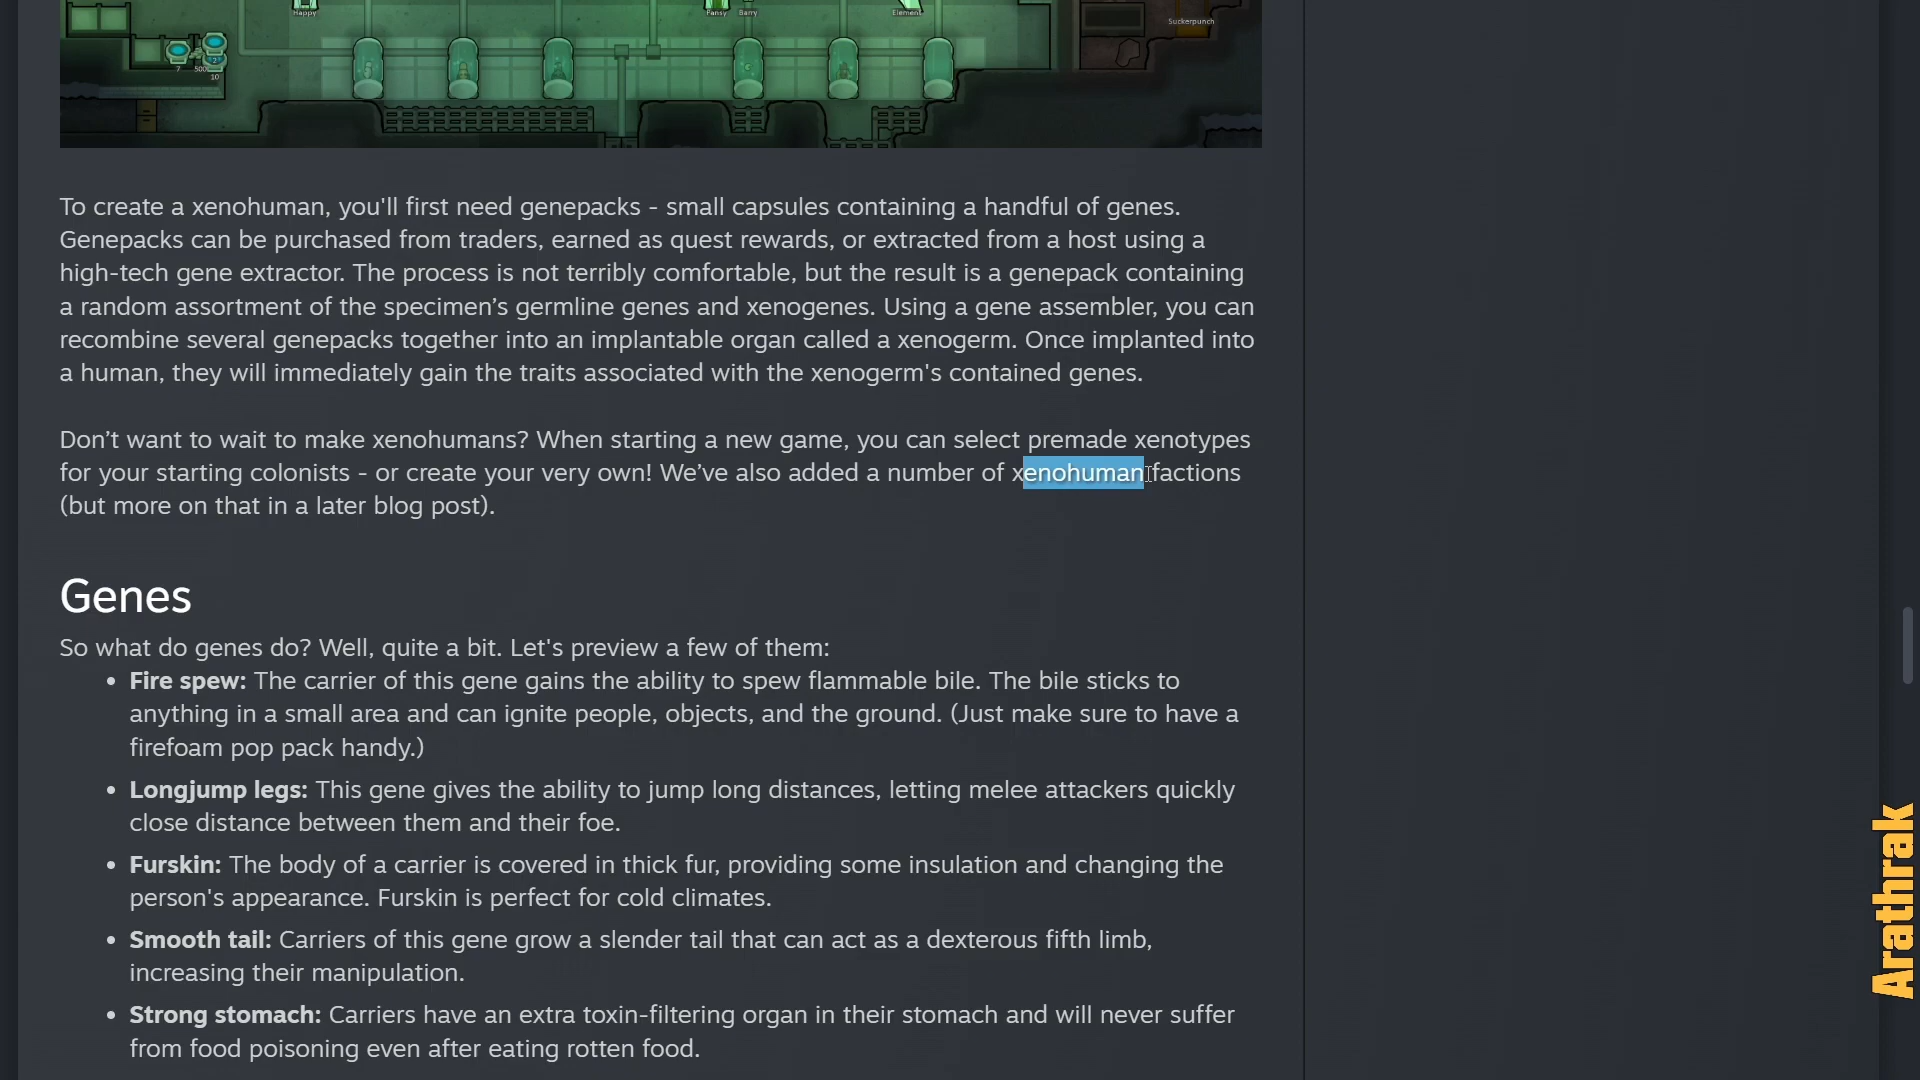 Happy
Pansy Barry
Element
Suckerpunch
7
500
2
10
To create a xenohuman, you'll first need genepacks - small capsules containing a handful of genes.
Genepacks can be purchased from traders, earned as quest rewards, or extracted from a host using a
high-tech gene extractor. The process is not terribly comfortable, but the result is a genepack containing
a random assortment of the specimen’s germline genes and xenogenes. Using a gene assembler, you can
recombine several genepacks together into an implantable organ called a xenogerm. Once implanted into
a human, they will immediately gain the traits associated with the xenogerm's contained genes.
Don’t want to wait to make xenohumans? When starting a new game, you can select premade xenotypes
for your starting colonists - or create your very own! We’ve also added a number of xenohuman factions
(but more on that in a later blog post).
Genes
So what do genes do? Well, quite a bit. Let's preview a few of them:
• Fire spew: The carrier of this gene gains the ability to spew flammable bile. The bile sticks to
anything in a small area and can ignite people, objects, and the ground. (Just make sure to have a
firefoam pop pack handy.)
• Longjump legs: This gene gives the ability to jump long distances, letting melee attackers quickly
close distance between them and their foe.
• Furskin: The body of a carrier is covered in thick fur, providing some insulation and changing the
person's appearance. Furskin is perfect for cold climates.
• Smooth tail: Carriers of this gene grow a slender tail that can act as a dexterous fifth limb,
increasing their manipulation.
• Strong stomach: Carriers have an extra toxin-filtering organ in their stomach and will never suffer
from food poisoning even after eating rotten food.
Arathrak